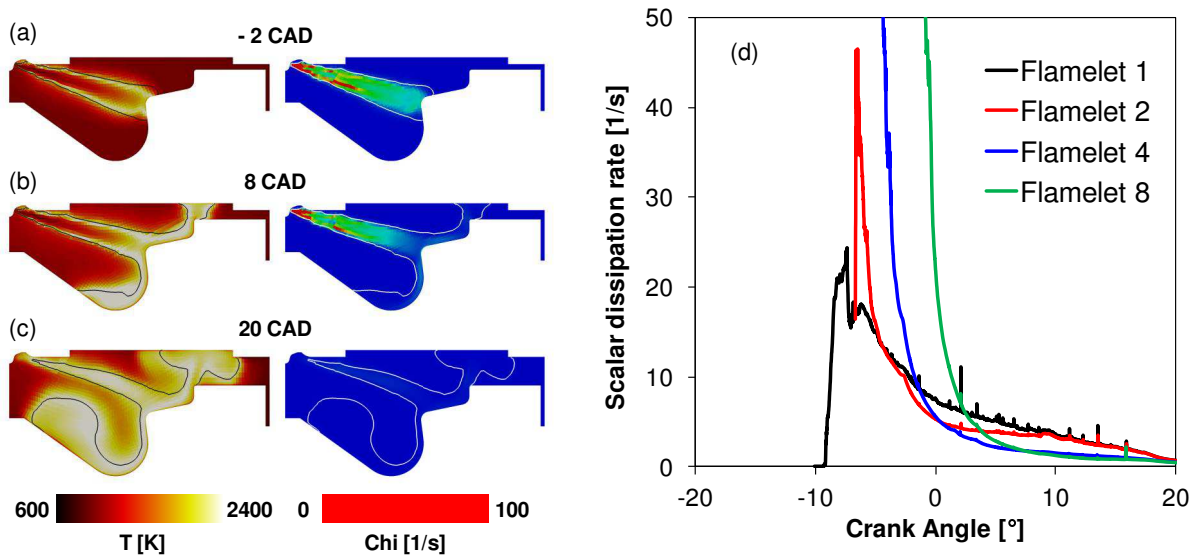 (a)
- 2 CAD
(b)
8 CAD
(c)
20 CAD
600 2400 0 100
T [K] Chi [1/s]
(d)
Flamelet 1
Flamelet 2
Flamelet 4
Flamelet 8
Scalar dissipation rate [1/s]
50
40
30
20
10
0
-20 -10 0 10 20
Crank Angle [°]